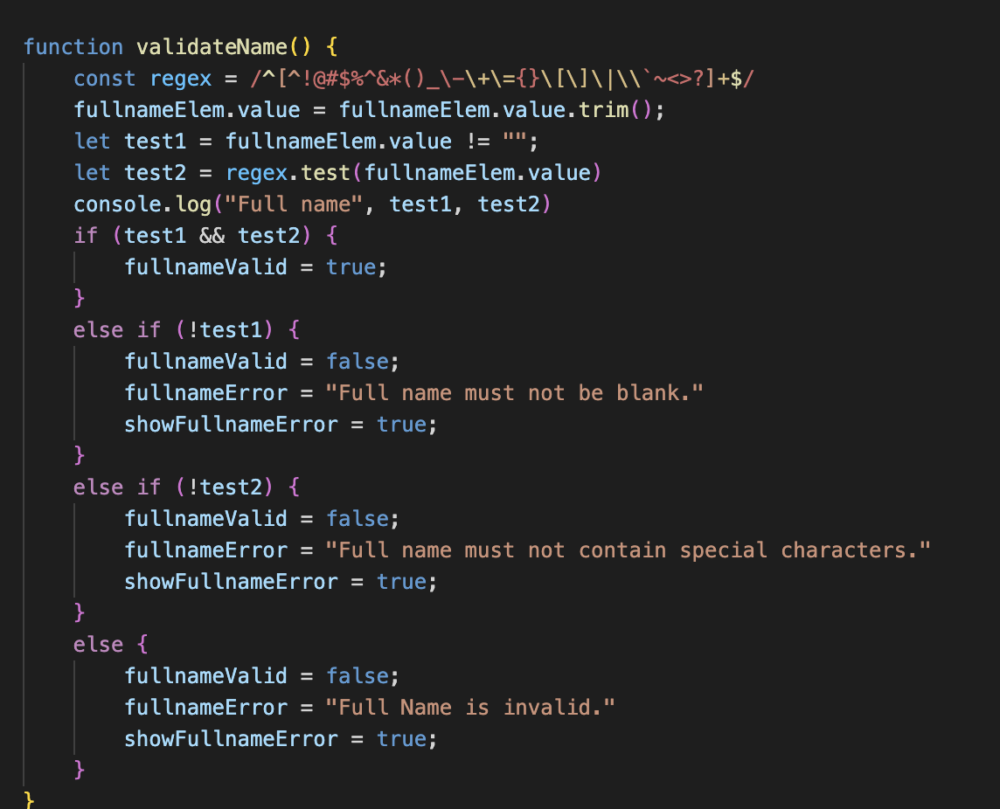 function validateName() {
    const regex = /^[^!@#$%^&*()_\-\+\={}\[\]\|\\`~<>?]+$/
    fullnameElem.value = fullnameElem.value.trim();
    let test1 = fullnameElem.value != "";
    let test2 = regex.test(fullnameElem.value)
    console.log("Full name", test1, test2)
    if (test1 && test2) {
        fullnameValid = true;
    }
    else if (!test1) {
        fullnameValid = false;
        fullnameError = "Full name must not be blank."
        showFullnameError = true;
    }
    else if (!test2) {
        fullnameValid = false;
        fullnameError = "Full name must not contain special characters."
        showFullnameError = true;
    }
    else {
        fullnameValid = false;
        fullnameError = "Full Name is invalid."
        showFullnameError = true;
    }
}